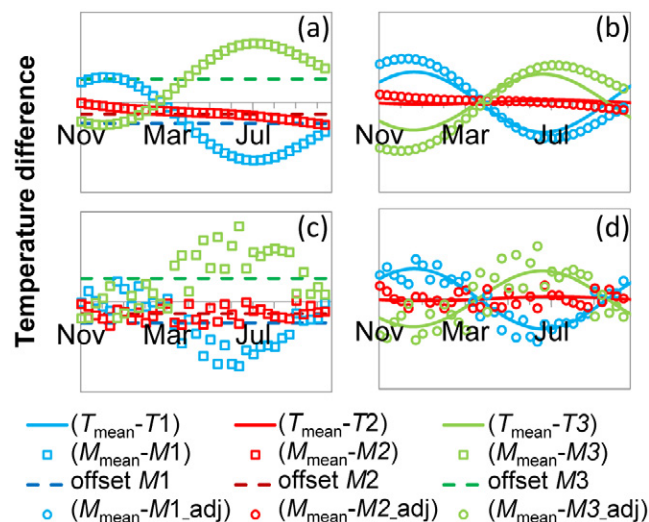 Temperature difference
(a)
Nov Mar Jul
(b)
Nov Mar Jul
(c)
Nov Mar Jul
(d)
Nov Mar Jul
(Tmean-T1) (Tmean-T2) (Tmean-T3)
(Mmean-M1) (Mmean-M2) (Mmean-M3)
offset M1 offset M2 offset M3
(Mmean-M1_adj) (Mmean-M2_adj) (Mmean-M3_adj)